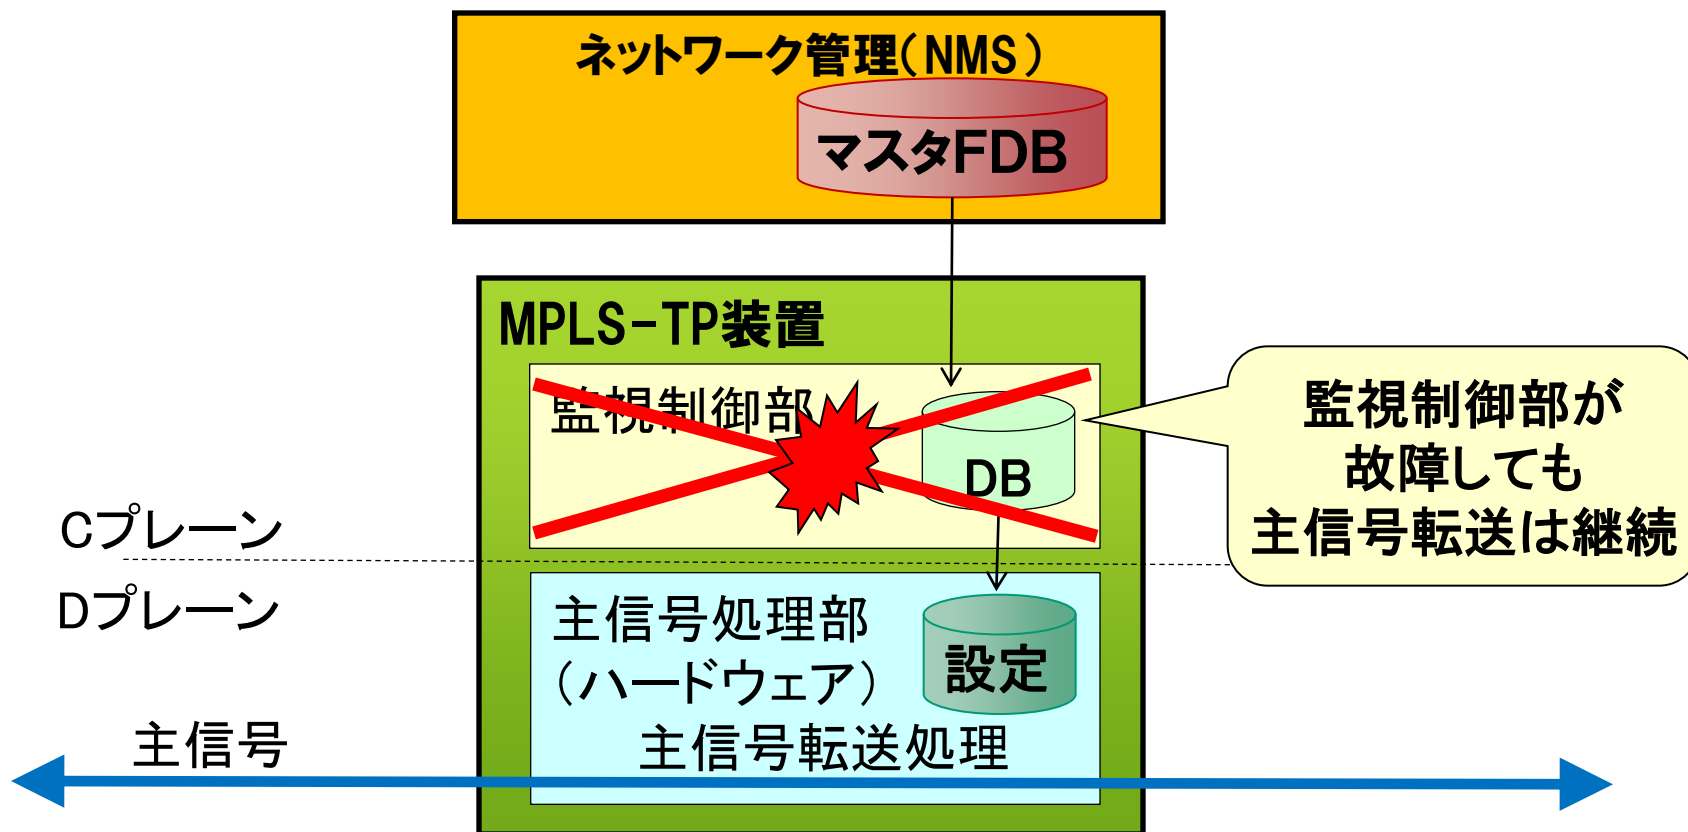 ネットワーク管理(NMS)
マスタFDB
MPLS-TP装置
監視制御部
DB
監視制御部が
故障しても
主信号転送は継続
Cプレーン
Dプレーン
主信号処理部
(ハードウェア)
設定
主信号転送処理
主信号